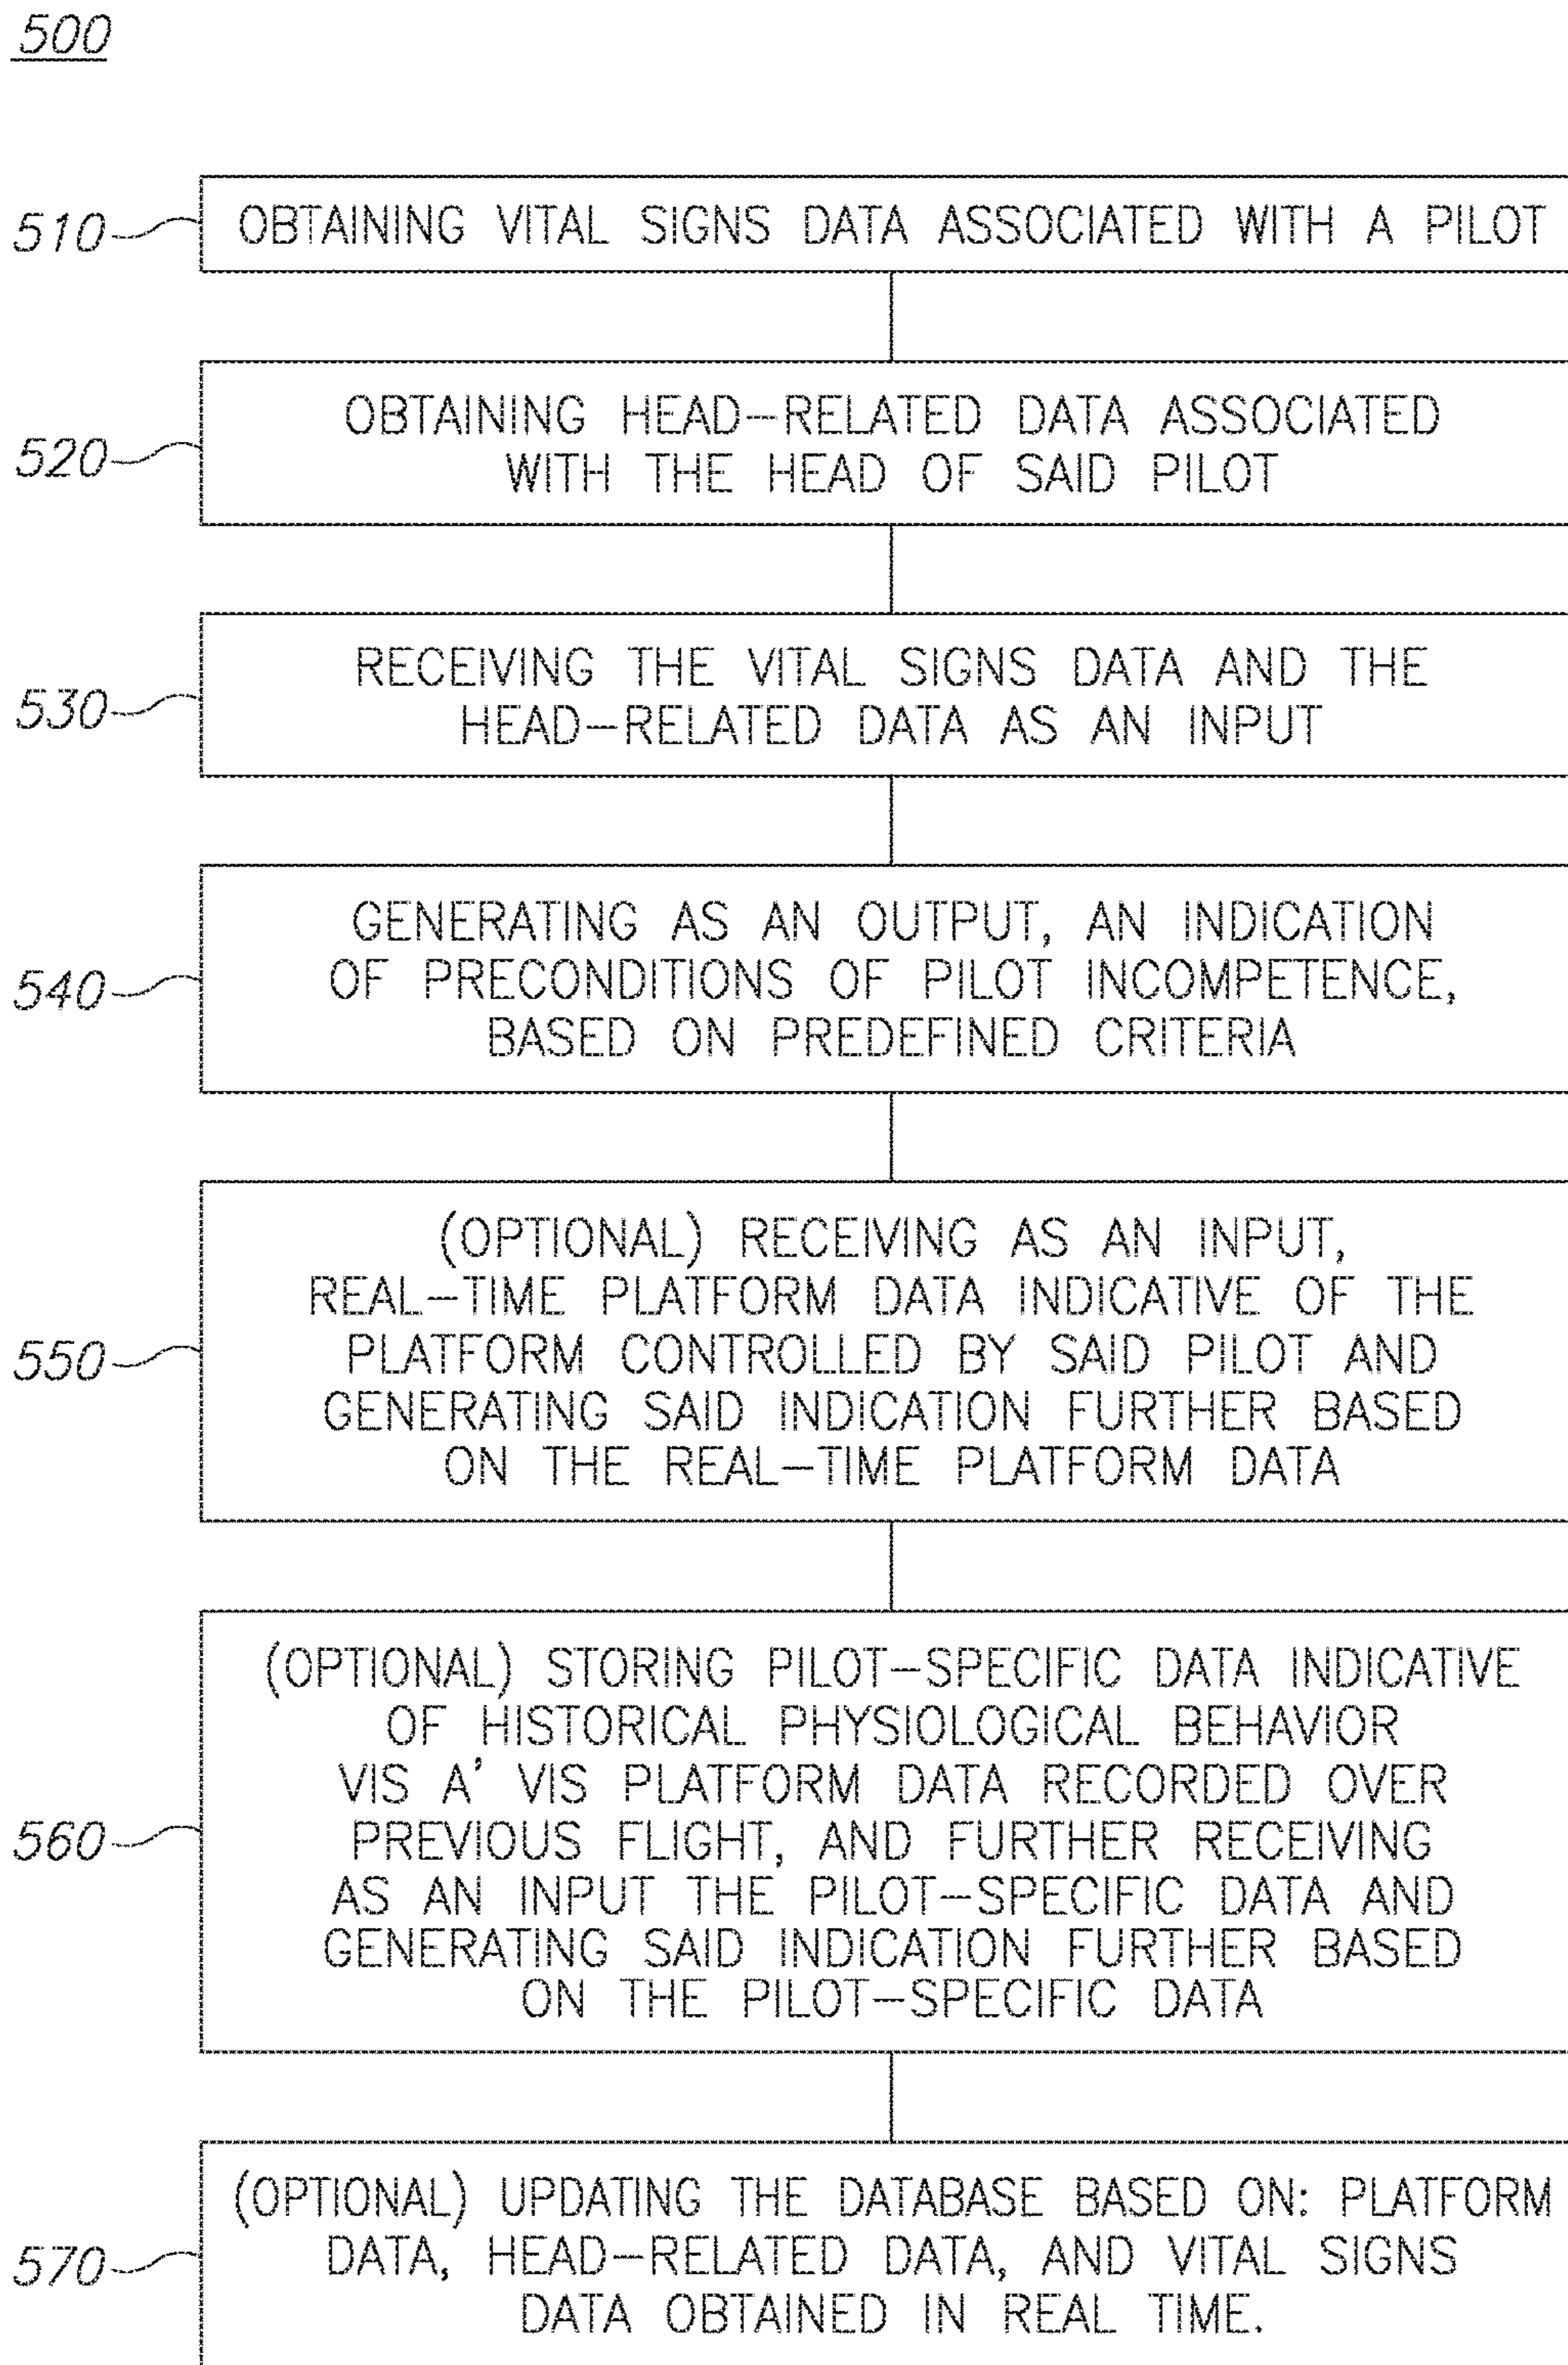 500
510
OBTAINING VITAL SIGNS DATA ASSOCIATED WITH A PILOT
520
OBTAINING HEAD-RELATED DATA ASSOCIATED
WITH THE HEAD OF SAID PILOT
530
RECEIVING THE VITAL SIGNS DATA AND THE
HEAD-RELATED DATA AS AN INPUT
540
GENERATING AS AN OUTPUT, AN INDICATION
OF PRECONDITIONS OF PILOT INCOMPETENCE,
BASED ON PREDEFINED CRITERIA
550
(OPTIONAL) RECEIVING AS AN INPUT,
REAL-TIME PLATFORM DATA INDICATIVE OF THE
PLATFORM CONTROLLED BY SAID PILOT AND
GENERATING SAID INDICATION FURTHER BASED
ON THE REAL-TIME PLATFORM DATA
560
(OPTIONAL) STORING PILOT-SPECIFIC DATA INDICATIVE
OF HISTORICAL PHYSIOLOGICAL BEHAVIOR
VIS A' VIS PLATFORM DATA RECORDED OVER
PREVIOUS FLIGHT, AND FURTHER RECEIVING
AS AN INPUT THE PILOT-SPECIFIC DATA AND
GENERATING SAID INDICATION FURTHER BASED
ON THE PILOT-SPECIFIC DATA
570
(OPTIONAL) UPDATING THE DATABASE BASED ON: PLATFORM
DATA, HEAD-RELATED DATA, AND VITAL SIGNS
DATA OBTAINED IN REAL TIME.